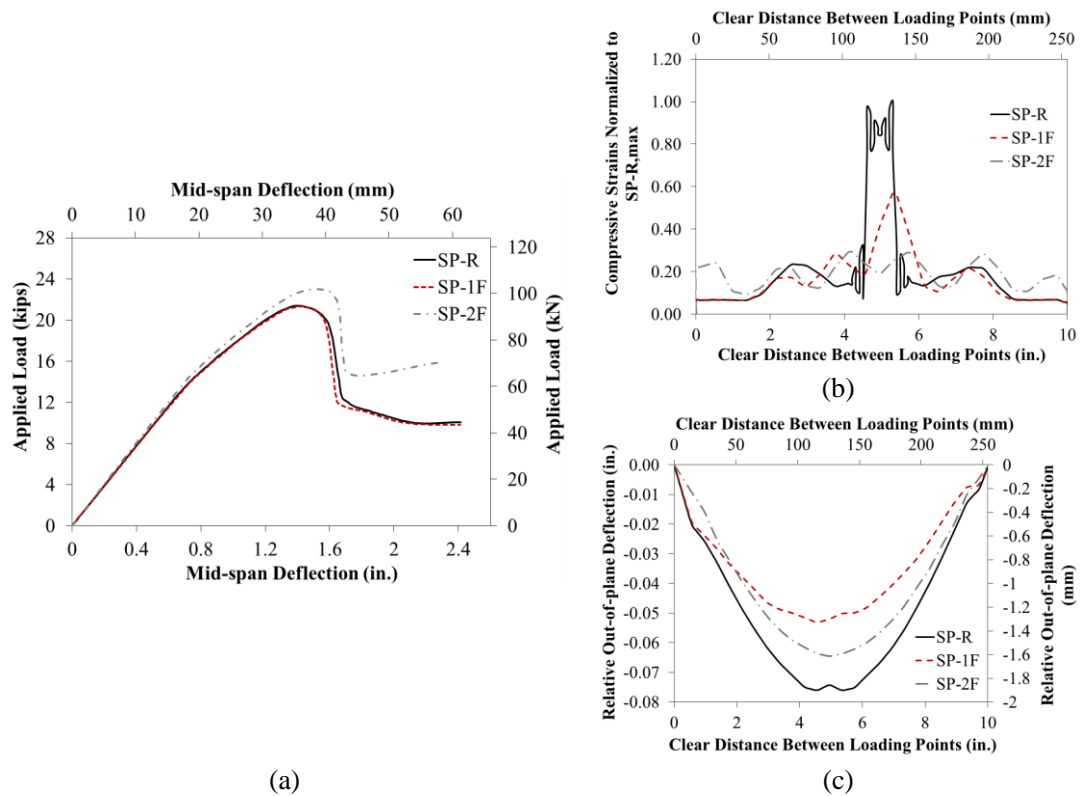 Mid-span Deflection (mm)
0 10 20 30 40 50 60
28
24
20
16
12
8
4
0
Applied Load (kips)
120
100
80
60
40
20
0
Applied Load (kN)
SP-R
SP-1F
SP-2F
0 0.4 0.8 1.2 1.6 2 2.4
Mid-span Deflection (in.)
(a)
Clear Distance Between Loading Points (mm)
0 50 100 150 200 250
Compressive Strains Normalized to
SP-R,max
1.20
1.00
0.80
0.60
0.40
0.20
0.00
SP-R
SP-1F
SP-2F
0 2 4 6 8 10
Clear Distance Between Loading Points (in.)
(b)
Clear Distance Between Loading Points (mm)
0 50 100 150 200 250
Relative Out-of-plane Deflection (in.)
0.00
-0.01
-0.02
-0.03
-0.04
-0.05
-0.06
-0.07
-0.08
0
-0.2
-0.4
-0.6
-0.8
-1
-1.2
-1.4
-1.6
-1.8
-2
Relative Out-of-plane Deflection
(mm)
SP-R
SP-1F
SP-2F
0 2 4 6 8 10
Clear Distance Between Loading Points (in.)
(c)